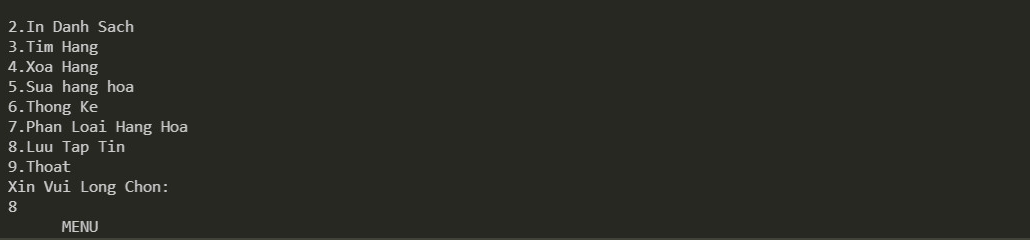 2.In Danh Sach
3.Tim Hang
4.Xoa Hang
5.Sua hang hoa
6.Thong Ke
7.Phan Loai Hang Hoa
8.Luu Tap Tin
9.Thoat
Xin Vui Long Chon:
8
MENU